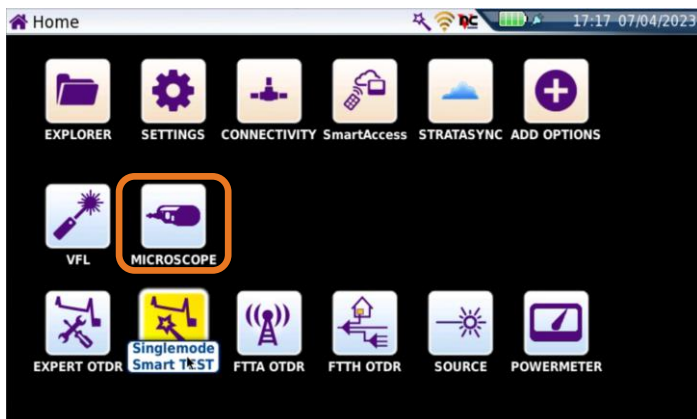 Home
DC
17:17 07/04/2023
EXPLORER SETTINGS CONNECTIVITY SmartAccess STRATASYNC ADD OPTIONS
VFL MICROSCOPE
EXPERT OTDR Singlemode Smart TEST FTTA OTDR FTTH OTDR SOURCE POWERMETER